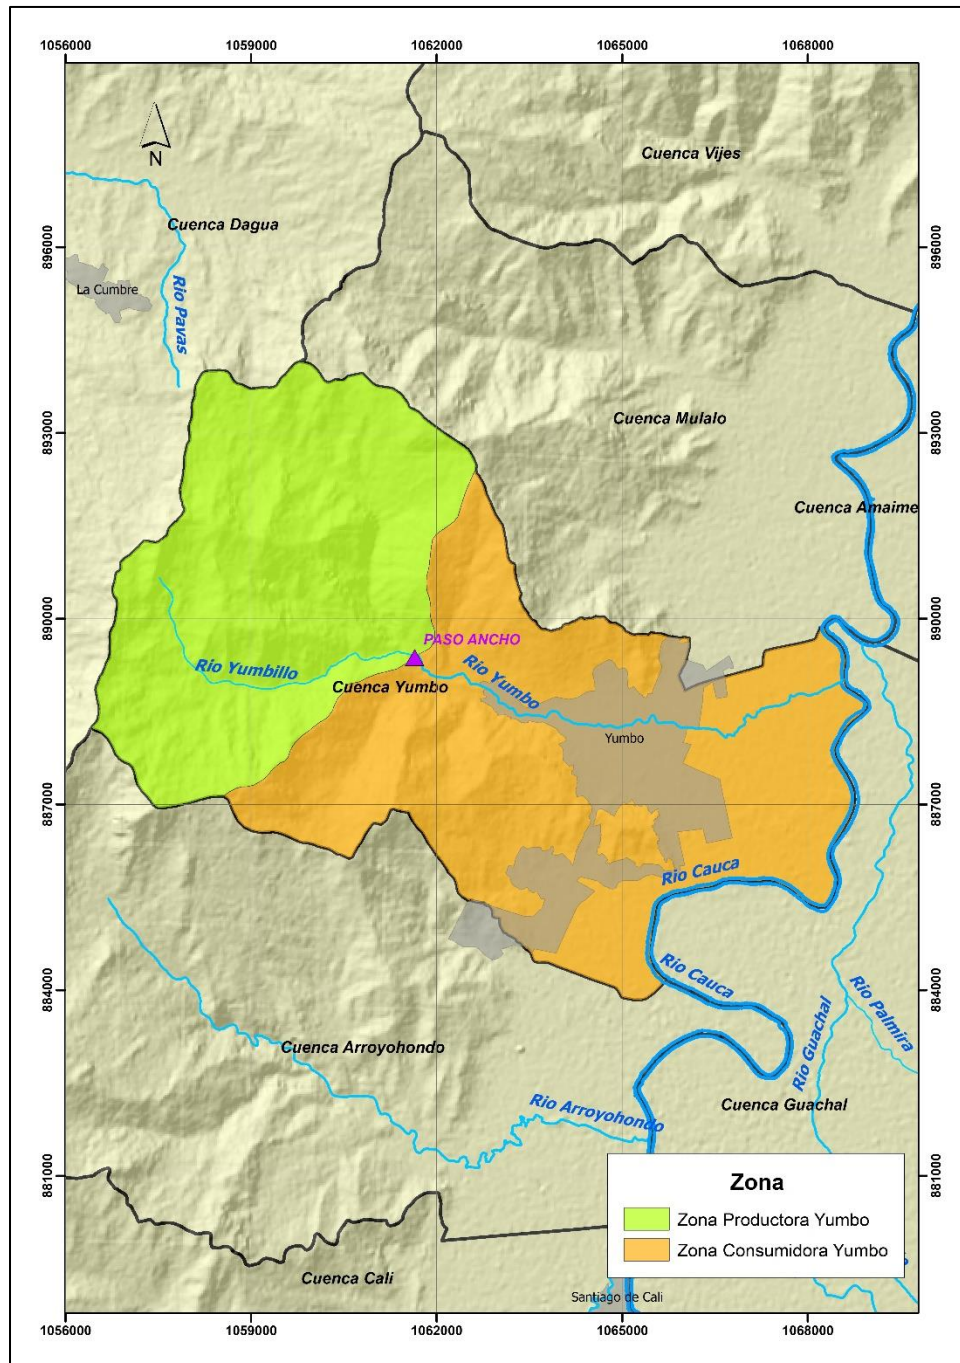 1056000
1059000
1062000
1065000
1068000
N
Cuenca Vijes
Cuenca Dagua
896000
896000
La Cumbre
Rio Pavas
Cuenca Mulalo
893000
893000
Cuenca Amaime
890000
890000
PASO ANCHO
Rio Yumbillo
Rio Yumbo
Cuenca Yumbo
Yumbo
887000
887000
Rio Cauca
Rio Cauca
884000
884000
Rio Guachal
Rio Palmira
Cuenca Arroyohondo
Rio Arroyohondo
Cuenca Guachal
881000
881000
Zona
Zona Productora Yumbo
Zona Consumidora Yumbo
Cuenca Cali
Santiago de Cali
1056000
1059000
1062000
1065000
1068000